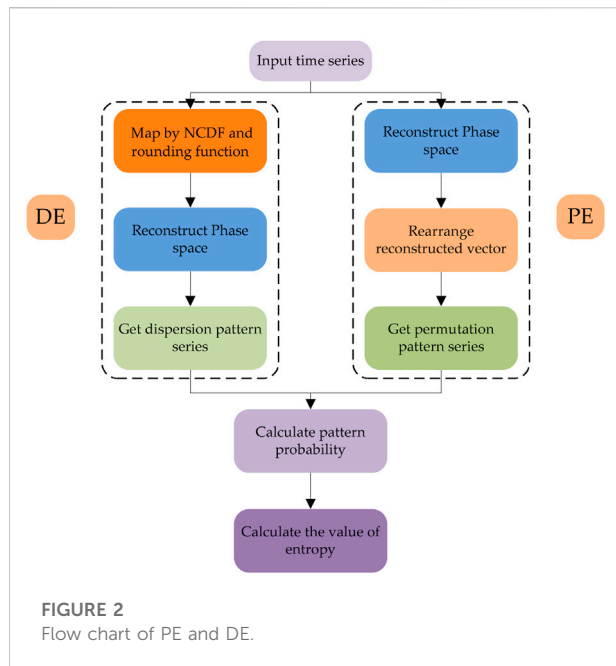 Input time series
Map by NCDF and
rounding function
Reconstruct Phase
space
DE
Reconstruct Phase
space
Rearrange
reconstructed vector
PE
Get dispersion pattern
series
Get permutation
pattern series
Calculate pattern
probability
Calculate the value of
entropy
FIGURE 2
Flow chart of PE and DE.